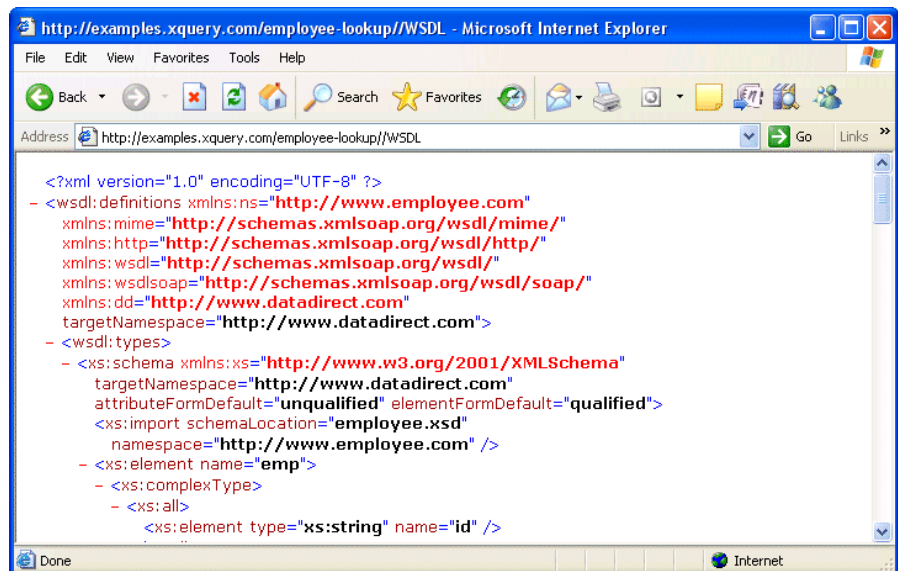 http://examples.xquery.com/employee-lookup//WSDL - Microsoft Internet Explorer
File Edit View Favorites Tools Help
Back Search Favorites
Address http://examples.xquery.com/employee-lookup//WSDL Go Links »
<?xml version="1.0" encoding="UTF-8" ?>
- <wsdl:definitions xmlns:ns="http://www.employee.com"
xmlns:mime="http://schemas.xmlsoap.org/wsdl/mime/"
xmlns:http="http://schemas.xmlsoap.org/wsdl/http/"
xmlns:wsdl="http://schemas.xmlsoap.org/wsdl/"
xmlns:wsdlsoap="http://schemas.xmlsoap.org/wsdl/soap/"
xmlns:dd="http://www.datadirect.com"
targetNamespace="http://www.datadirect.com">
- <wsdl:types>
- <xs:schema xmlns:xs="http://www.w3.org/2001/XMLSchema"
targetNamespace="http://www.datadirect.com"
attributeFormDefault="unqualified" elementFormDefault="qualified">
<xs:import schemaLocation="employee.xsd"
namespace="http://www.employee.com" />
- <xs:element name="emp">
- <xs:complexType>
- <xs:all>
<xs:element type="xs:string" name="id" />
Done Internet